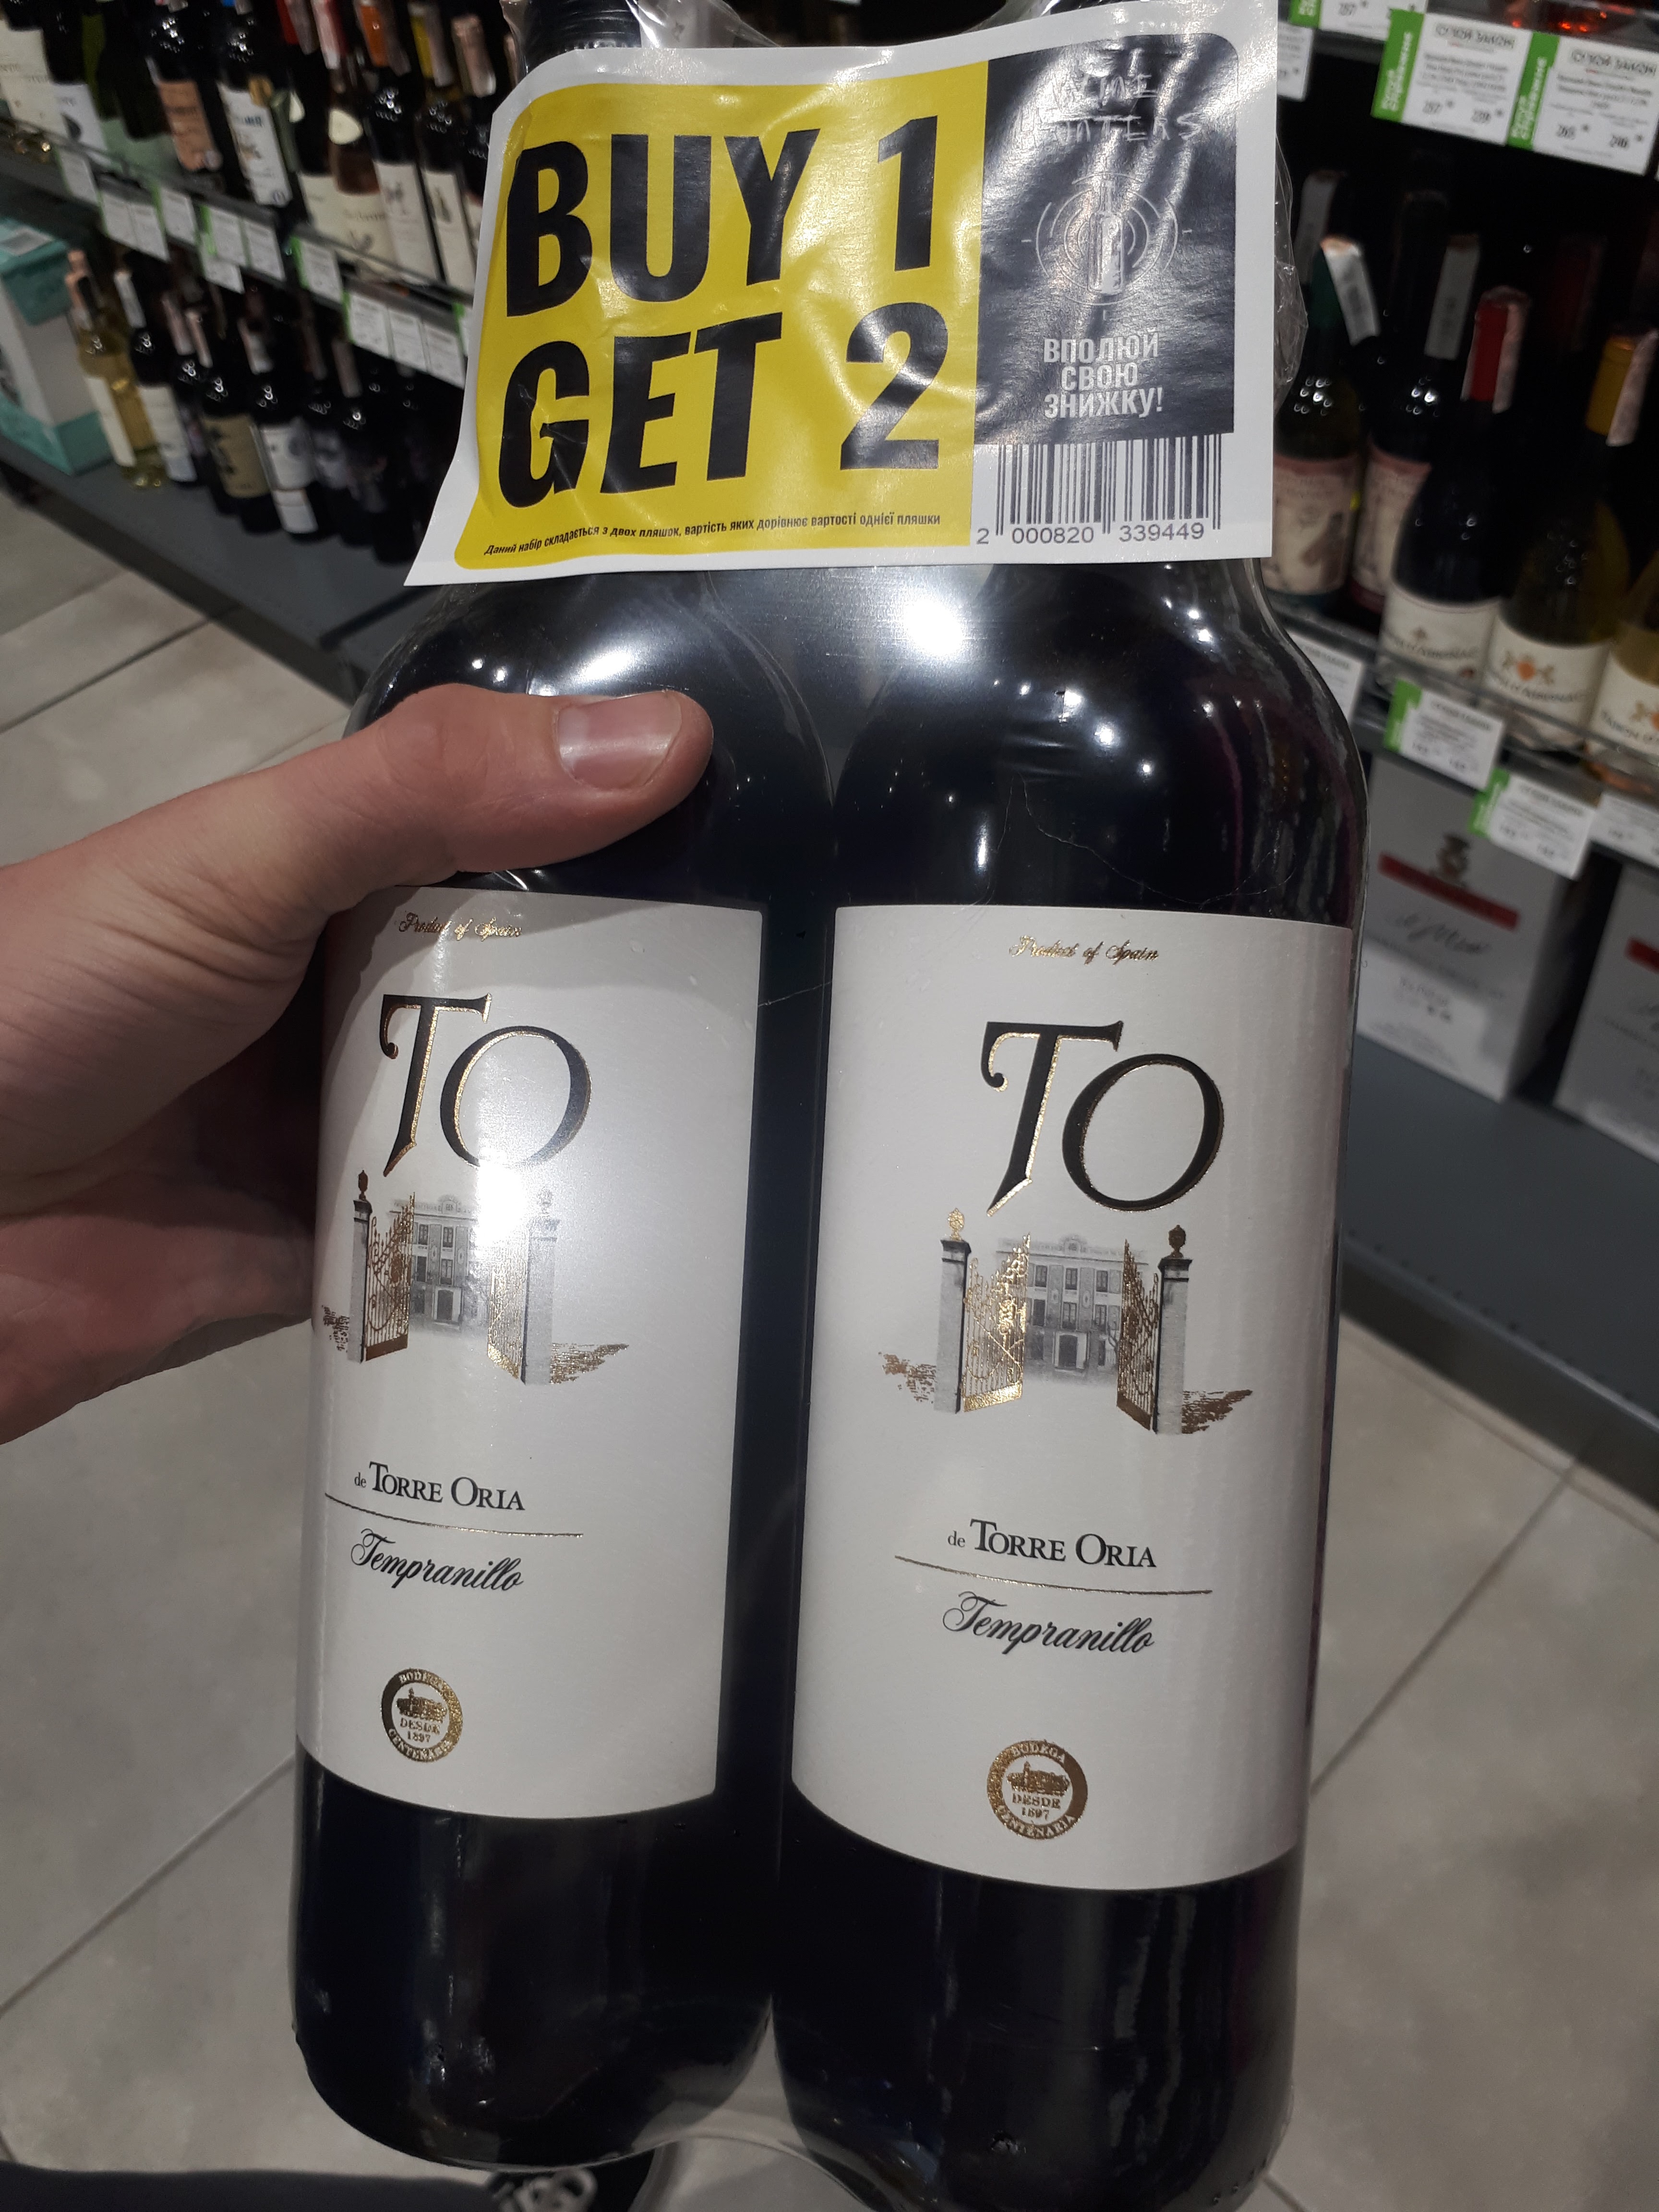 BUY 1
GET 2
WINE
HUNTERS
ВПОЛЮЙ
СВОЮ
ЗНИЖКУ!
Даний набір складається з двох пляшок, вартість яких дорівнює вартості однієї пляшки
2 000820 339449
Product of Spain
TO
de TORRE ORIA
Tempranillo
BODEGA
DESDE
1897
CENTENARIA
Product of Spain
TO
de TORRE ORIA
Tempranillo
BODEGA
DESDE
1897
CENTENARIA